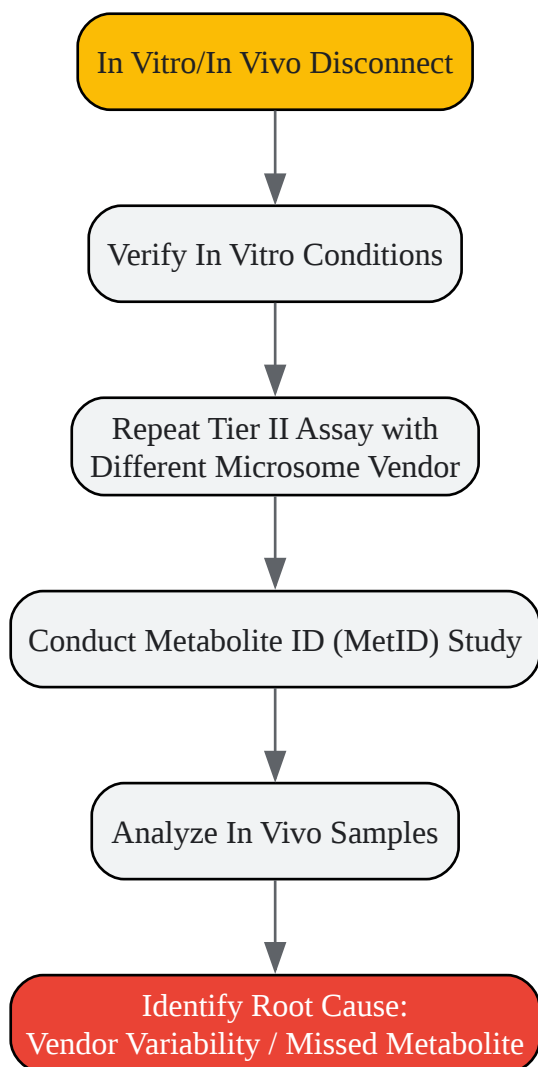 In Vitro/In Vivo Disconnect
Verify In Vitro Conditions
Repeat Tier II Assay with
Different Microsome Vendor
Conduct Metabolite ID (MetID) Study
Analyze In Vivo Samples
Identify Root Cause:
Vendor Variability / Missed Metabolite